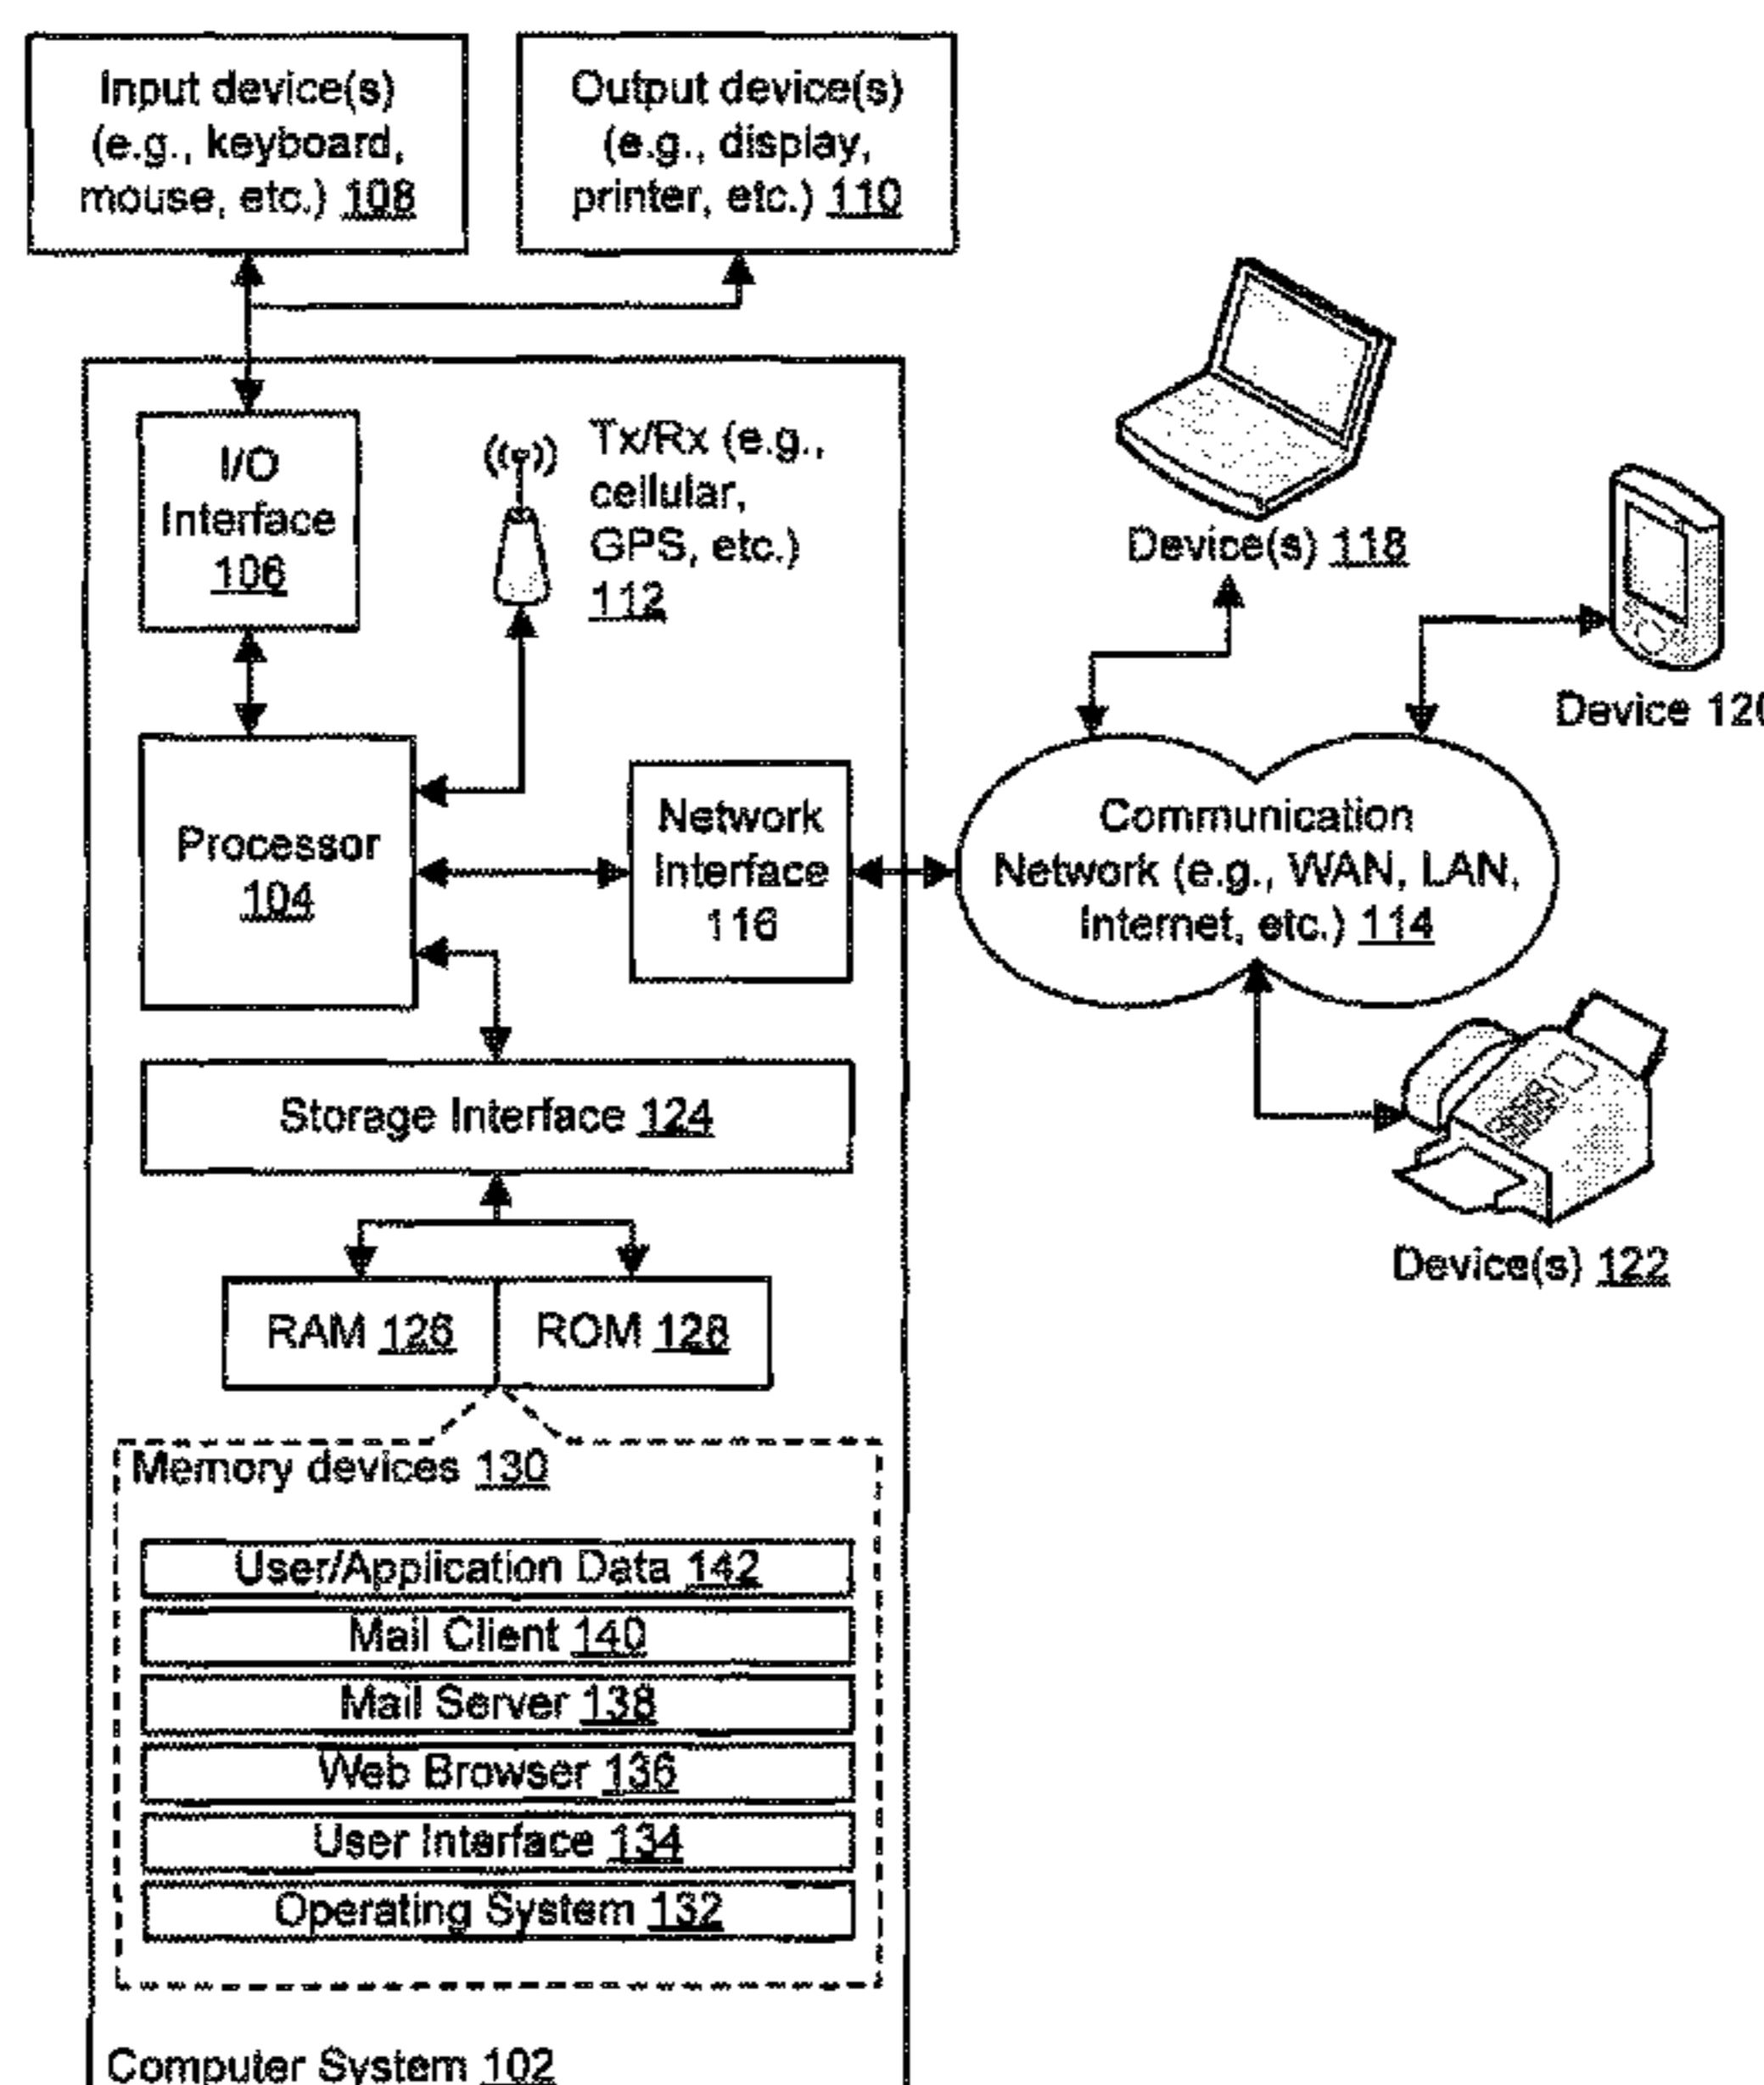 Input device(s)
(e.g., keyboard,
mouse, etc.) 108
Output device(s)
(e.g., display,
printer, etc.) 110
I/O
Interface
106
Tx/Rx (e.g.,
cellular,
GPS, etc.)
112
Device(s) 118
Device 120
Processor
104
Network
Interface
116
Communication
Network (e.g., WAN, LAN,
Internet, etc.) 114
Storage Interface 124
Device(s) 122
RAM 126
ROM 128
Memory devices 130
User/Application Data 142
Mail Client 140
Mail Server 138
Web Browser 136
User Interface 134
Operating System 132
Computer System 102